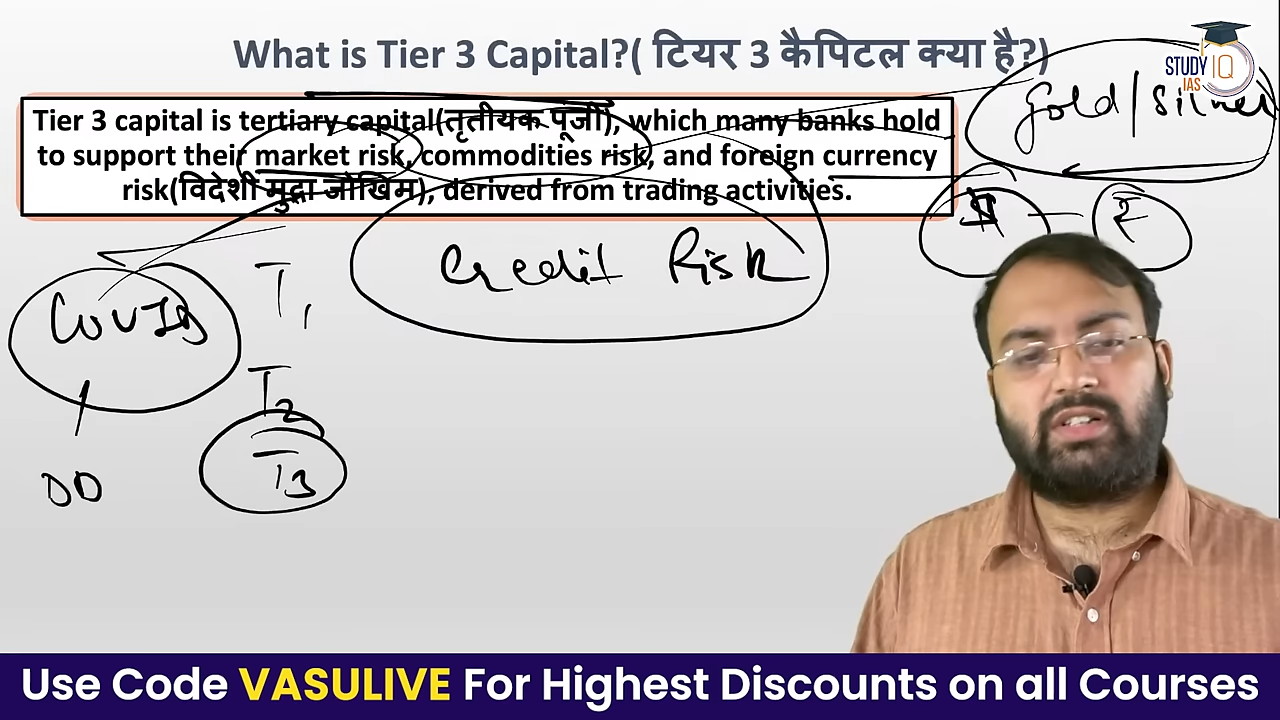 What is Tier 3 Capital?( टियर 3 कैपिटल क्या है?)
STUDY IQ
IAS
Tier 3 capital is tertiary capital(तृतीयक पूंजी), which many banks hold
to support their market risk, commodities risk, and foreign currency
risk(विदेशी मुद्रा जोखिम), derived from trading activities.
Gold/Silver
$ — ₹
Credit Risk
COVID
T1
T2
T3
DD
Use Code VASULIVE For Highest Discounts on all Courses